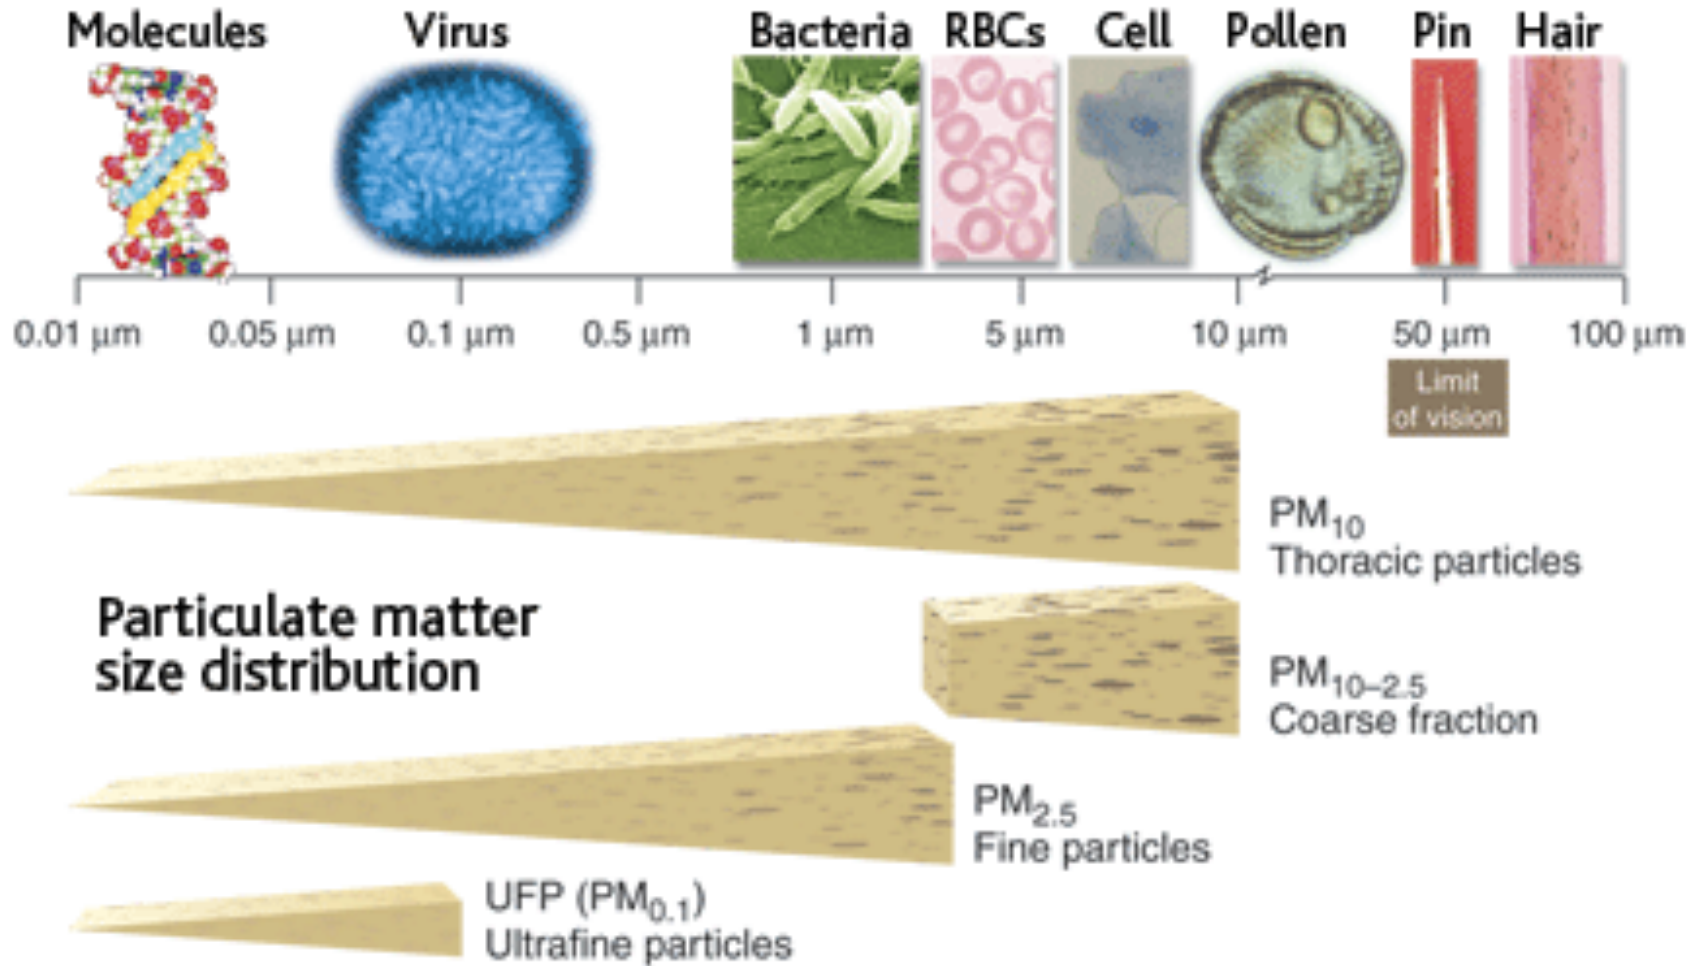 Molecules Virus Bacteria RBCs Cell Pollen Pin Hair
0.01 µm 0.05 µm 0.1 µm 0.5 µm 1 µm 5 µm 10 µm 50 µm 100 µm
Limit
of vision
PM10
Thoracic particles
Particulate matter
size distribution
PM10–2.5
Coarse fraction
PM2.5
Fine particles
UFP (PM0.1)
Ultrafine particles